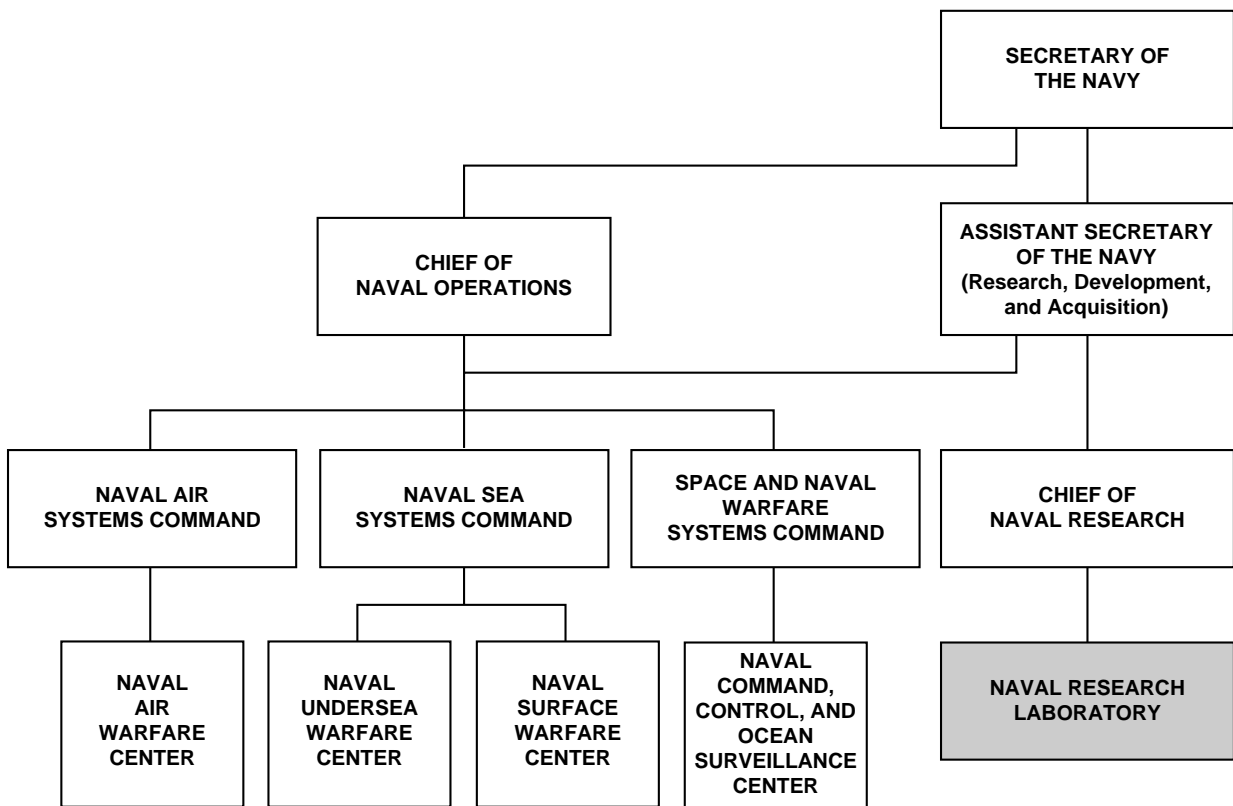 SECRETARY OF
THE NAVY
CHIEF OF
NAVAL OPERATIONS
ASSISTANT SECRETARY
OF THE NAVY
(Research, Development,
and Acquisition)
NAVAL AIR
SYSTEMS COMMAND
NAVAL SEA
SYSTEMS COMMAND
SPACE AND NAVAL
WARFARE
SYSTEMS COMMAND
CHIEF OF
NAVAL RESEARCH
NAVAL
AIR
WARFARE
CENTER
NAVAL
UNDERSEA
WARFARE
CENTER
NAVAL
SURFACE
WARFARE
CENTER
NAVAL
COMMAND,
CONTROL, AND
OCEAN
SURVEILLANCE
CENTER
NAVAL RESEARCH
LABORATORY